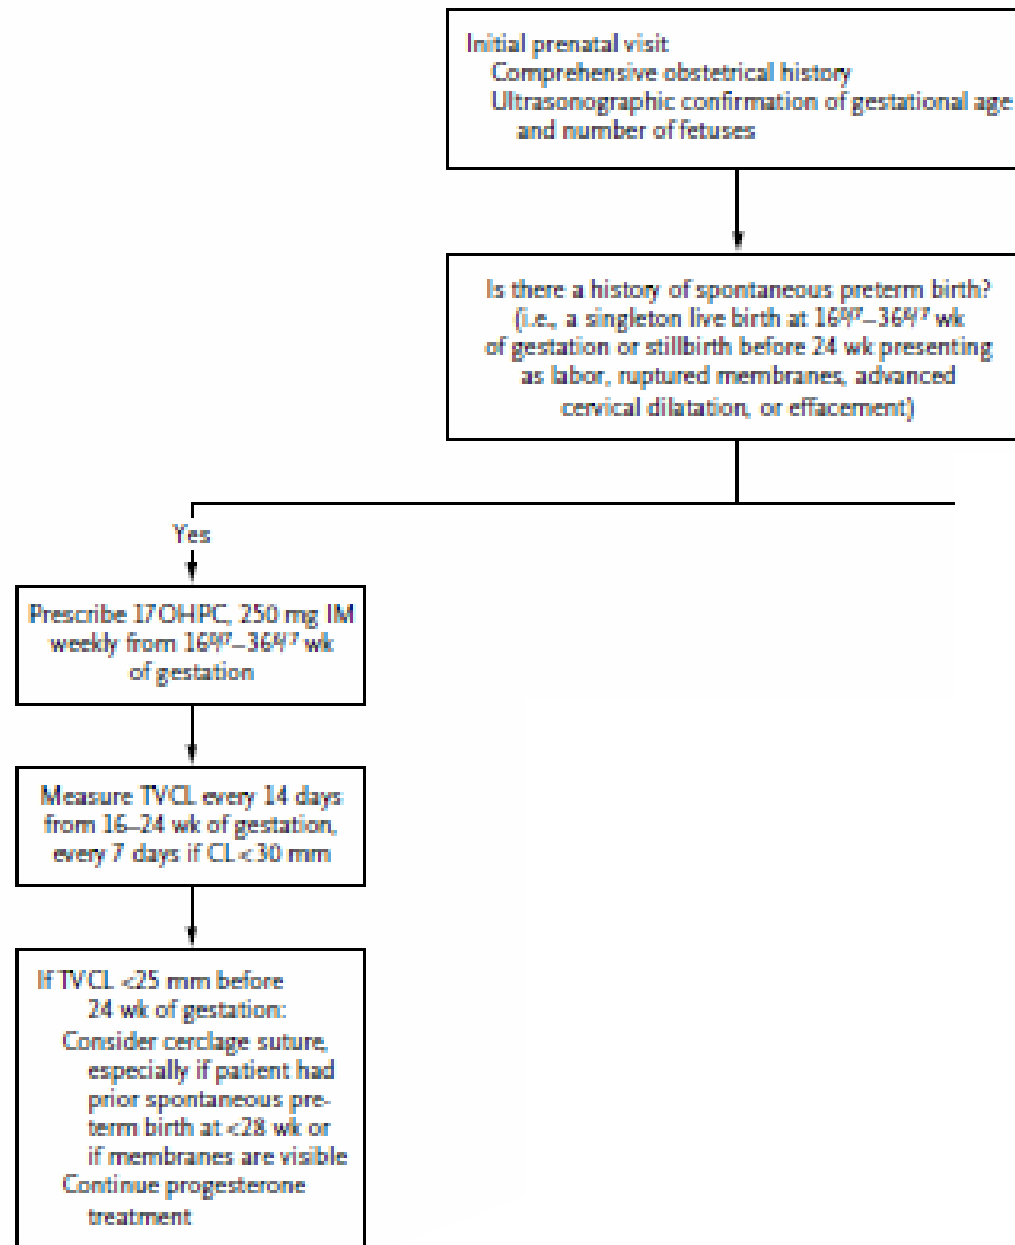 Initial prenatal visit
Comprehensive obstetrical history
Ultrasonographic confirmation of gestational age
and number of fetuses
Is there a history of spontaneous preterm birth?
(i.e., a singleton live birth at 16⁰/⁷–36⁶/⁷ wk
of gestation or stillbirth before 24 wk presenting
as labor, ruptured membranes, advanced
cervical dilatation, or effacement)
Yes
Prescribe 17OHPC, 250 mg IM
weekly from 16⁰/⁷–36⁶/⁷ wk
of gestation
Measure TVCL every 14 days
from 16–24 wk of gestation,
every 7 days if CL <30 mm
If TVCL <25 mm before
24 wk of gestation:
Consider cerclage suture,
especially if patient had
prior spontaneous pre-
term birth at <28 wk or
if membranes are visible
Continue progesterone
treatment